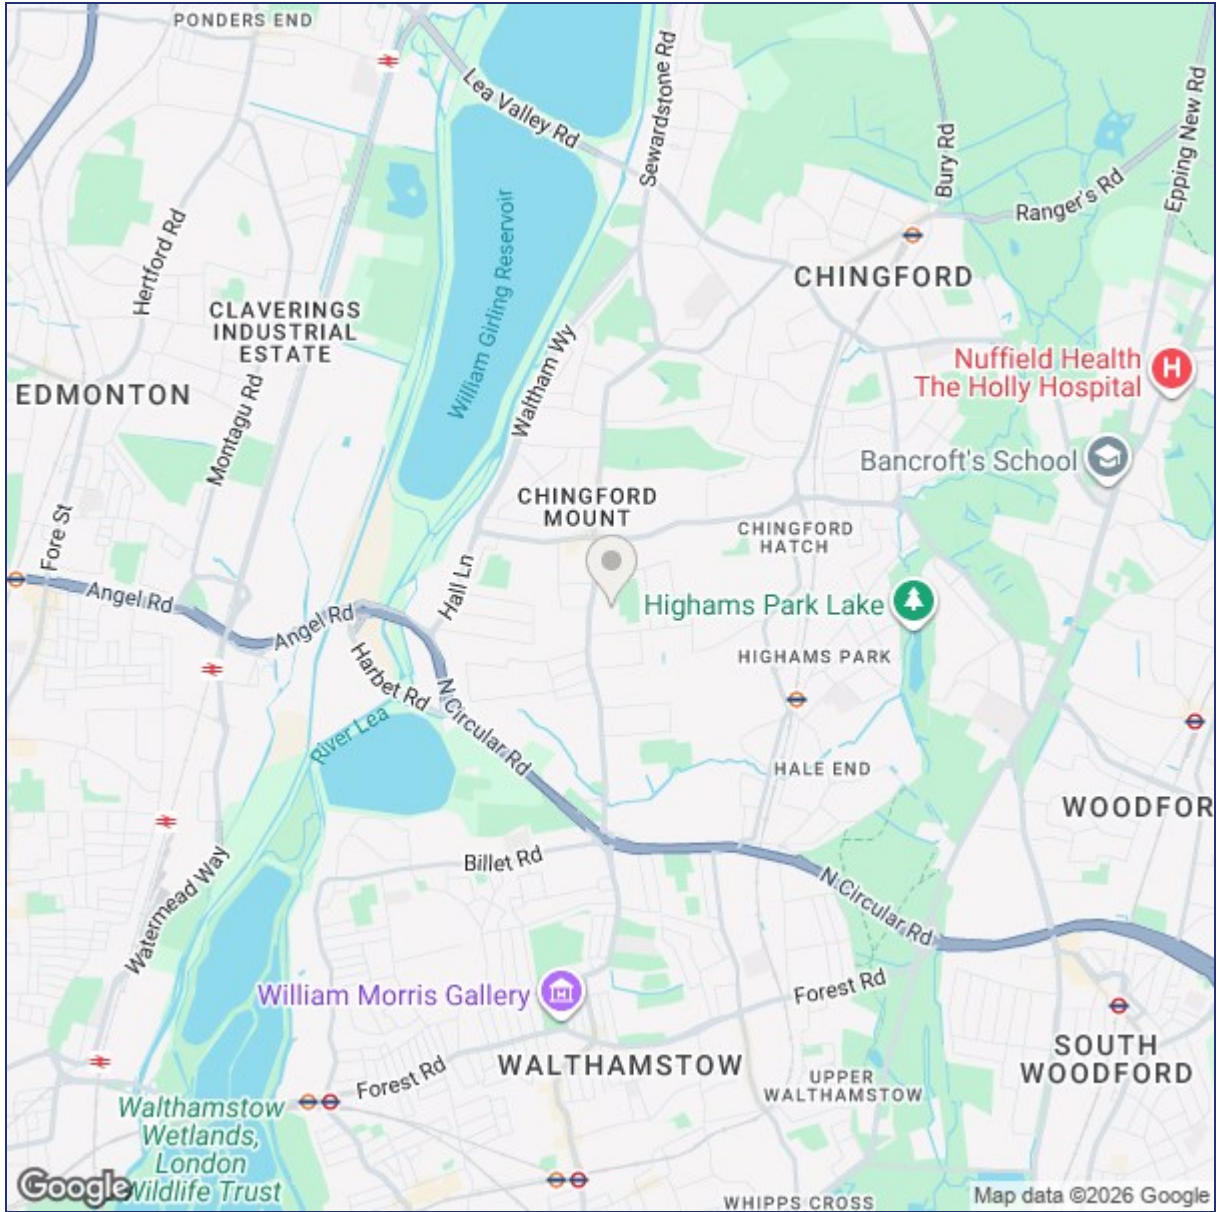 PONDERS END
Lea Valley Rd
Sewardstone Rd
Bury Rd
Ranger's Rd
Epping New Rd
Hertford Rd
William Girling Reservoir
CHINGFORD
CLAVERINGS
INDUSTRIAL
ESTATE
Waltham Wy
Nuffield Health
The Holly Hospital
H
EDMONTON
Montagu Rd
Bancroft's School
CHINGFORD
MOUNT
CHINGFORD
HATCH
Fore St
Hall Ln
Angel Rd
Angel Rd
Highams Park Lake
HIGHAMS PARK
Harbet Rd
N Circular Rd
River Lea
HALE END
WOODFOR
Billet Rd
N Circular Rd
Watermead Way
William Morris Gallery
Forest Rd
WALTHAMSTOW
SOUTH
WOODFORD
Forest Rd
UPPER
WALTHAMSTOW
Walthamstow
Wetlands,
London
Wildlife Trust
Google
WHIPPS CROSS
Map data ©2026 Google